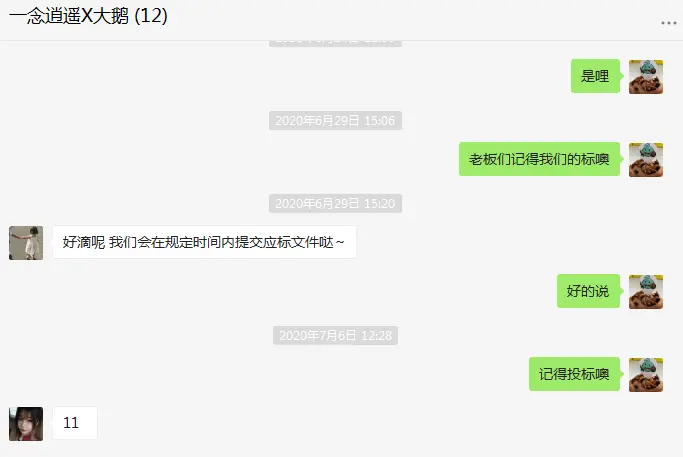 一念逍遥X大鹅 (12)
是哩
2020年6月29日 15:06
老板们记得我们的标噢
2020年6月29日 15:20
好滴呢 我们会在规定时间内提交应标文件哒～
好的说
2020年7月6日 12:28
记得投标噢
11